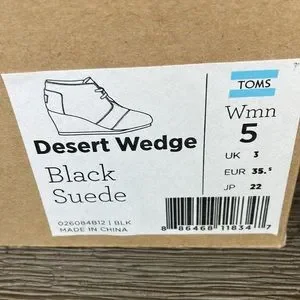 TOMS
Desert Wedge
Black
Suede
026084B12 | BLK
MADE IN CHINA
Wmn
5
UK 3
EUR 35.5
JP 22
8 86468 11834 7